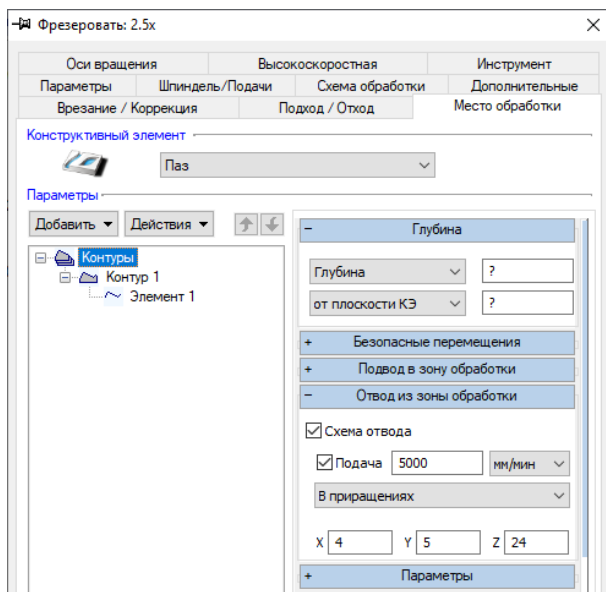 Фрезеровать: 2.5x
Оси вращения Высокоскоростная Инструмент
Параметры Шпиндель/Подачи Схема обработки Дополнительные
Врезание / Коррекция Подход / Отход Место обработки
Конструктивный элемент
Паз
Параметры
Добавить Действия
Контуры
Контур 1
Элемент 1
− Глубина
Глубина ?
от плоскости КЭ ?
+ Безопасные перемещения
+ Подвод в зону обработки
− Отвод из зоны обработки
Схема отвода
Подача 5000 мм/мин
В приращениях
X 4 Y 5 Z 24
+ Параметры